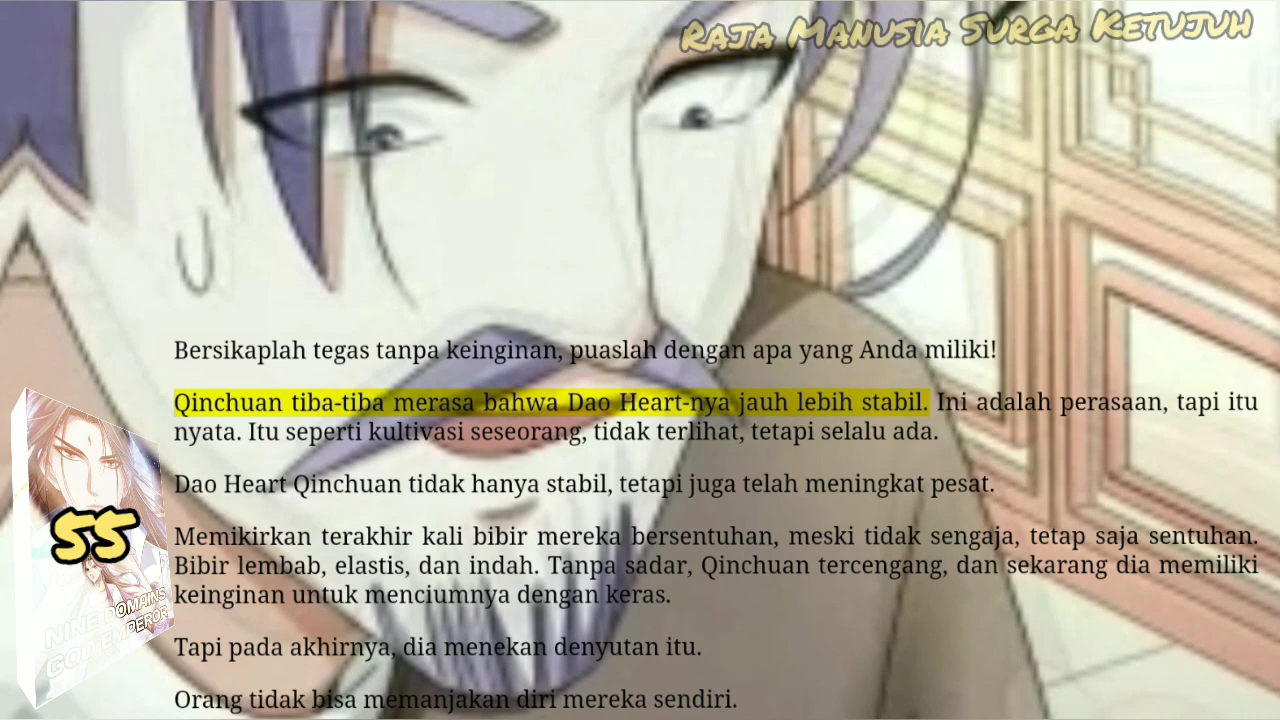 Raja Manusia Surga Ketujuh
Bersikaplah tegas tanpa keinginan, puaslah dengan apa yang Anda miliki!
Qinchuan tiba-tiba merasa bahwa Dao Heart-nya jauh lebih stabil. Ini adalah perasaan, tapi itu
nyata. Itu seperti kultivasi seseorang, tidak terlihat, tetapi selalu ada.
Dao Heart Qinchuan tidak hanya stabil, tetapi juga telah meningkat pesat.
Memikirkan terakhir kali bibir mereka bersentuhan, meski tidak sengaja, tetap saja sentuhan.
Bibir lembab, elastis, dan indah. Tanpa sadar, Qinchuan tercengang, dan sekarang dia memiliki
keinginan untuk menciumnya dengan keras.
Tapi pada akhirnya, dia menekan denyutan itu.
Orang tidak bisa memanjakan diri mereka sendiri.
55
NINE DOMAINS
GOD EMPEROR